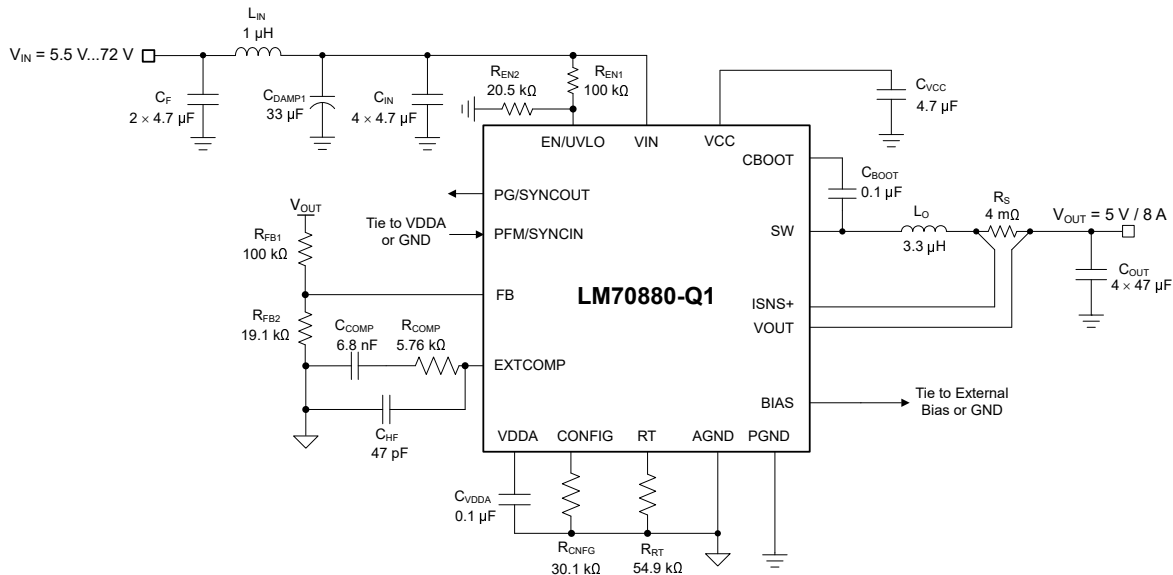 L_IN
1 µH
V_IN = 5.5 V...72 V
C_F
2 × 4.7 µF
C_DAMP1
33 µF
C_IN
4 × 4.7 µF
R_EN2
20.5 kΩ
R_EN1
100 kΩ
C_VCC
4.7 µF
EN/UVLO
VIN
VCC
CBOOT
C_BOOT
0.1 µF
PG/SYNCOUT
Tie to VDDA
or GND
PFM/SYNCIN
V_OUT
R_FB1
100 kΩ
SW
L_O
3.3 µH
R_S
4 mΩ
V_OUT = 5 V / 8 A
C_OUT
4 × 47 µF
FB
LM70880-Q1
ISNS+
VOUT
R_FB2
19.1 kΩ
C_COMP
6.8 nF
R_COMP
5.76 kΩ
EXTCOMP
C_HF
47 pF
BIAS
Tie to External
Bias or GND
VDDA
CONFIG
RT
AGND
PGND
C_VDDA
0.1 µF
R_CNFG
30.1 kΩ
R_RT
54.9 kΩ